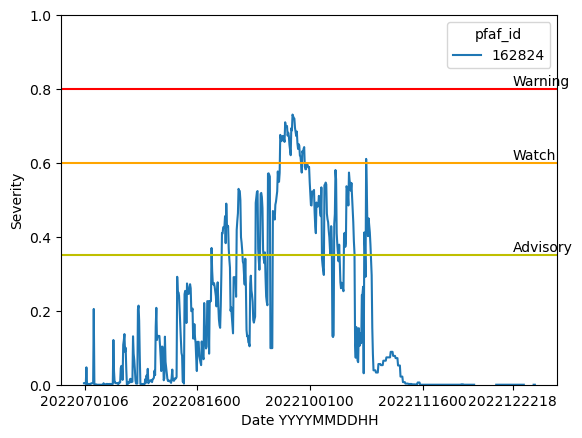 1.0
pfaf_id
162824
Warning
0.8
Watch
0.6
Severity
0.4
Advisory
0.2
0.0
2022070106 2022081600 2022100100 2022111600 2022122218
Date YYYYMMDDHH